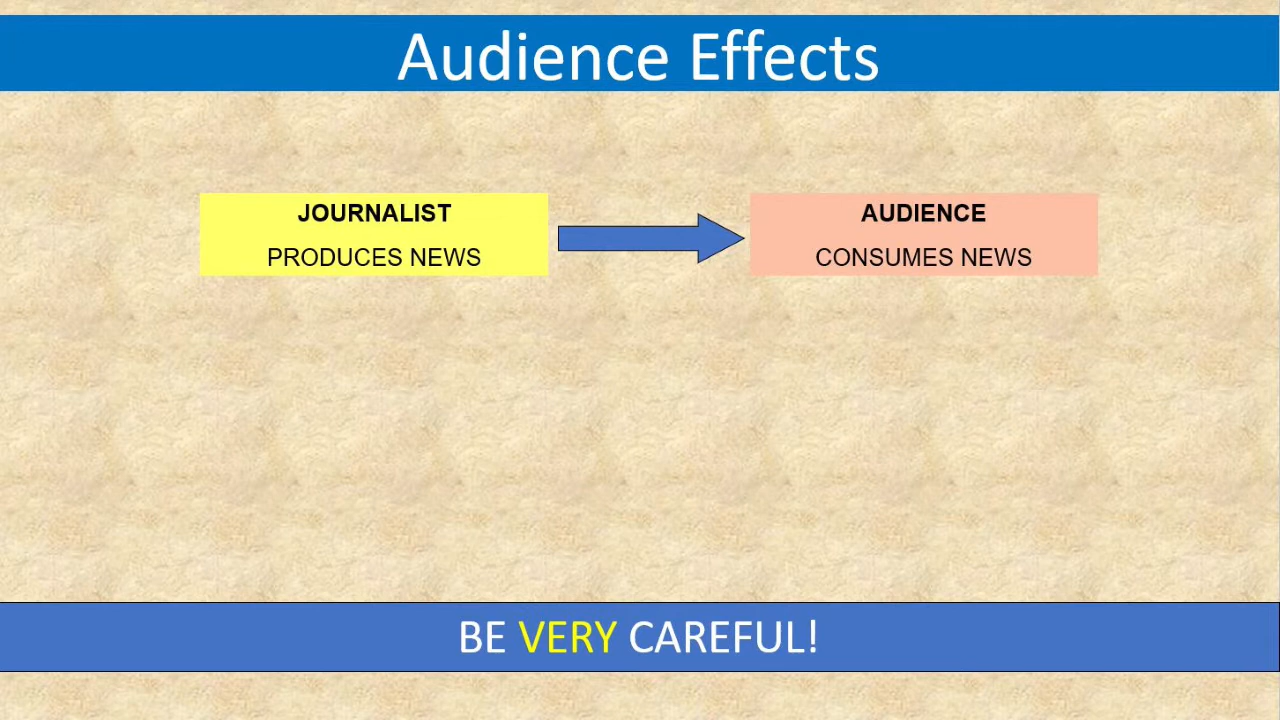 Audience Effects
JOURNALIST
PRODUCES NEWS
AUDIENCE
CONSUMES NEWS
BE VERY CAREFUL!